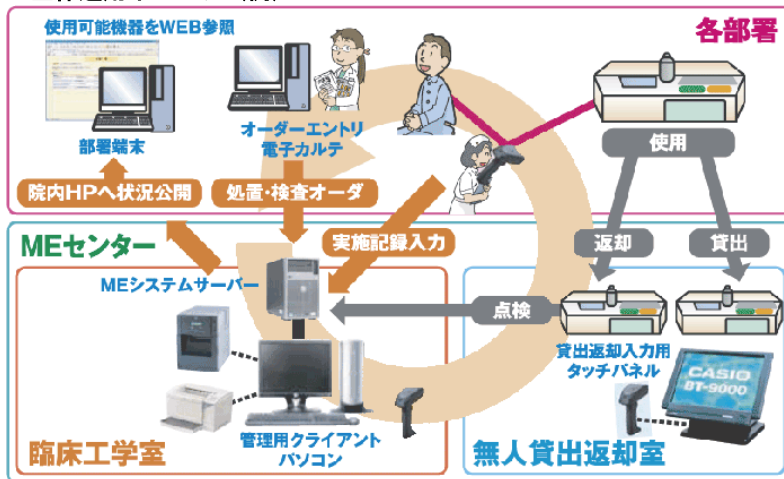 使用可能機器をWEB参照
各部署
部署端末
オーダーエントリ
電子カルテ
使用
院内HPへ状況公開
処置・検査オーダ
実施記録入力
返却
貸出
MEセンター
MEシステムサーバー
点検
貸出返却入力用
タッチパネル
CASIO
BT-9000
管理用クライアント
パソコン
臨床工学室
無人貸出返却室